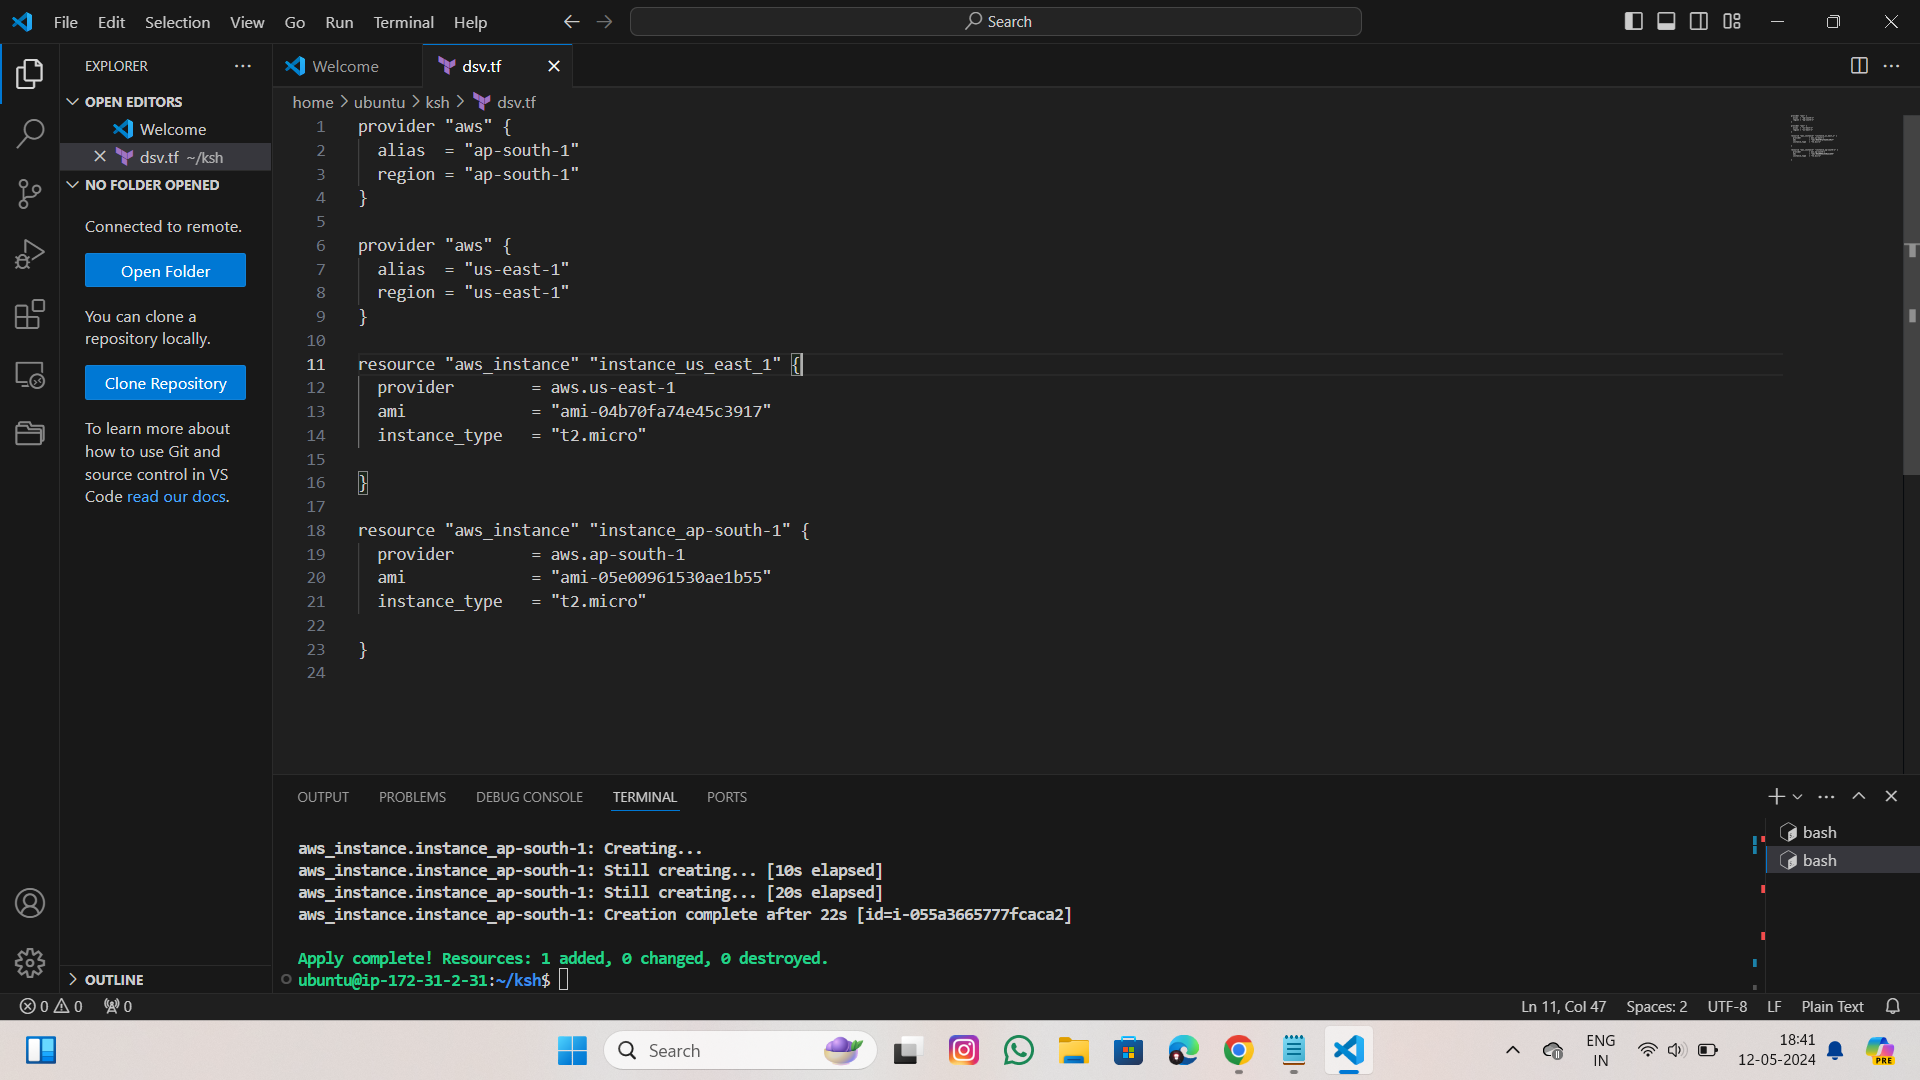 File Edit Selection View Go Run Terminal Help
Search
EXPLORER
OPEN EDITORS
Welcome
dsv.tf ~/ksh
NO FOLDER OPENED
Connected to remote.
Open Folder
You can clone a
repository locally.
Clone Repository
To learn more about
how to use Git and
source control in VS
Code read our docs.
OUTLINE
Welcome
dsv.tf
home > ubuntu > ksh > dsv.tf
1 provider "aws" {
2   alias  = "ap-south-1"
3   region = "ap-south-1"
4 }
5
6 provider "aws" {
7   alias  = "us-east-1"
8   region = "us-east-1"
9 }
10
11 resource "aws_instance" "instance_us_east_1" {
12   provider        = aws.us-east-1
13   ami             = "ami-04b70fa74e45c3917"
14   instance_type   = "t2.micro"
15
16 }
17
18 resource "aws_instance" "instance_ap-south-1" {
19   provider        = aws.ap-south-1
20   ami             = "ami-05e00961530ae1b55"
21   instance_type   = "t2.micro"
22
23 }
24
OUTPUT PROBLEMS DEBUG CONSOLE TERMINAL PORTS
aws_instance.instance_ap-south-1: Creating...
aws_instance.instance_ap-south-1: Still creating... [10s elapsed]
aws_instance.instance_ap-south-1: Still creating... [20s elapsed]
aws_instance.instance_ap-south-1: Creation complete after 22s [id=i-055a3665777fcaca2]
Apply complete! Resources: 1 added, 0 changed, 0 destroyed.
ubuntu@ip-172-31-2-31:~/ksh$
bash
bash
0 0 0
Ln 11, Col 47 Spaces: 2 UTF-8 LF Plain Text
Search
ENG
IN
18:41
12-05-2024
PRE